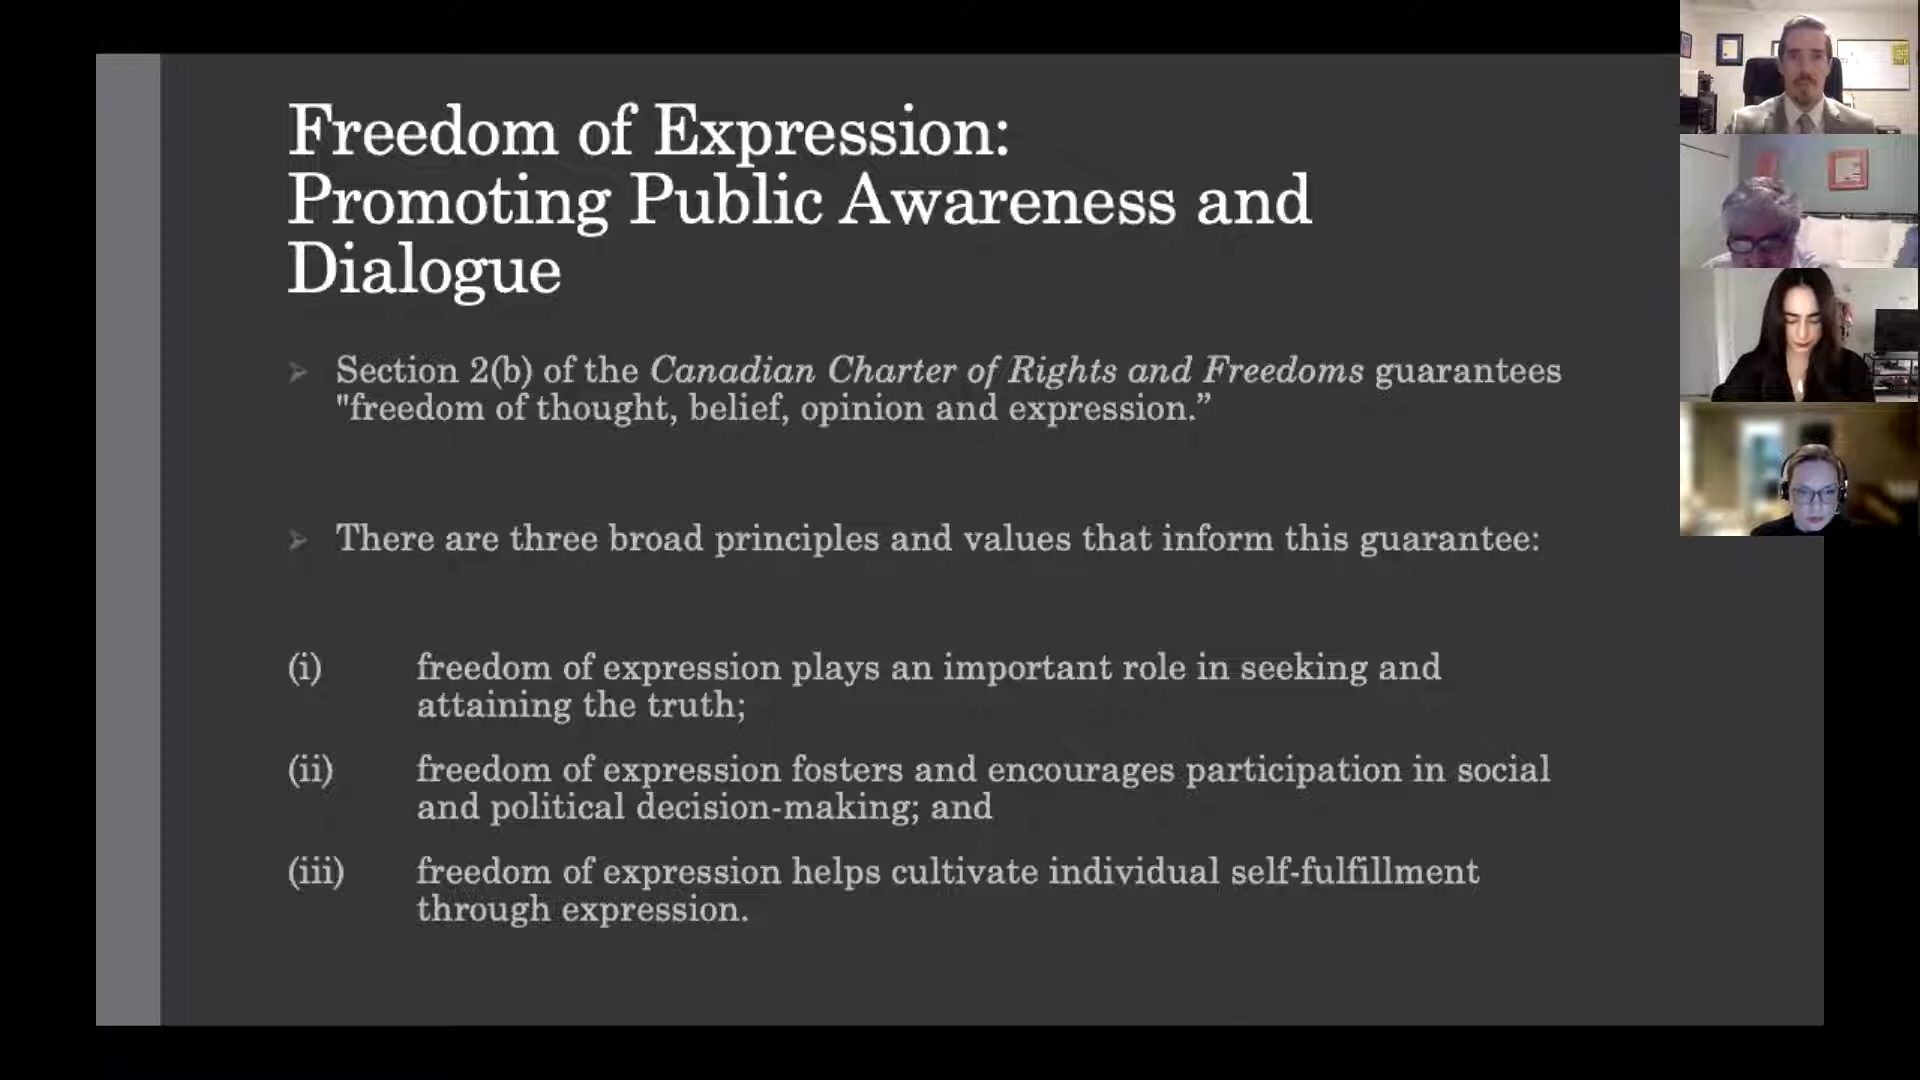 Freedom of Expression:
Promoting Public Awareness and
Dialogue
Section 2(b) of the Canadian Charter of Rights and Freedoms guarantees
"freedom of thought, belief, opinion and expression.”
There are three broad principles and values that inform this guarantee:
(i) freedom of expression plays an important role in seeking and
attaining the truth;
(ii) freedom of expression fosters and encourages participation in social
and political decision-making; and
(iii) freedom of expression helps cultivate individual self-fulfillment
through expression.